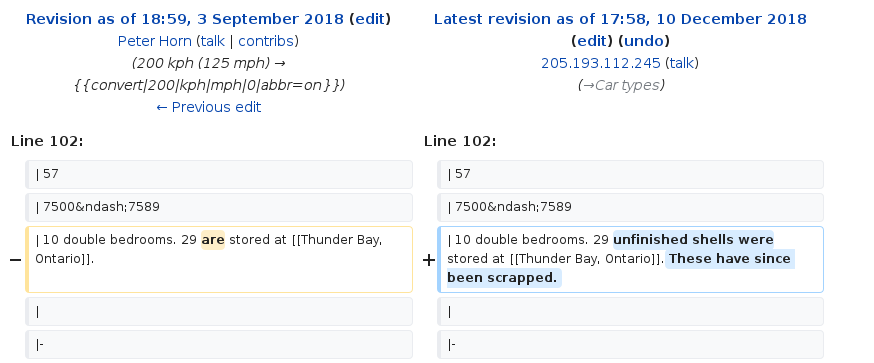 Revision as of 18:59, 3 September 2018 (edit)
Peter Horn (talk | contribs)
(200 kph (125 mph) →
{{convert|200|kph|mph|0|abbr=on}})
← Previous edit
Latest revision as of 17:58, 10 December 2018
(edit) (undo)
205.193.112.245 (talk)
(→Car types)
Line 102:
Line 102:
| 57
| 57
| 7500&ndash;7589
| 7500&ndash;7589
− | 10 double bedrooms. 29 are stored at [[Thunder Bay,
Ontario]].
+ | 10 double bedrooms. 29 unfinished shells were
stored at [[Thunder Bay, Ontario]]. These have since
been scrapped.
|
|
|-
|-